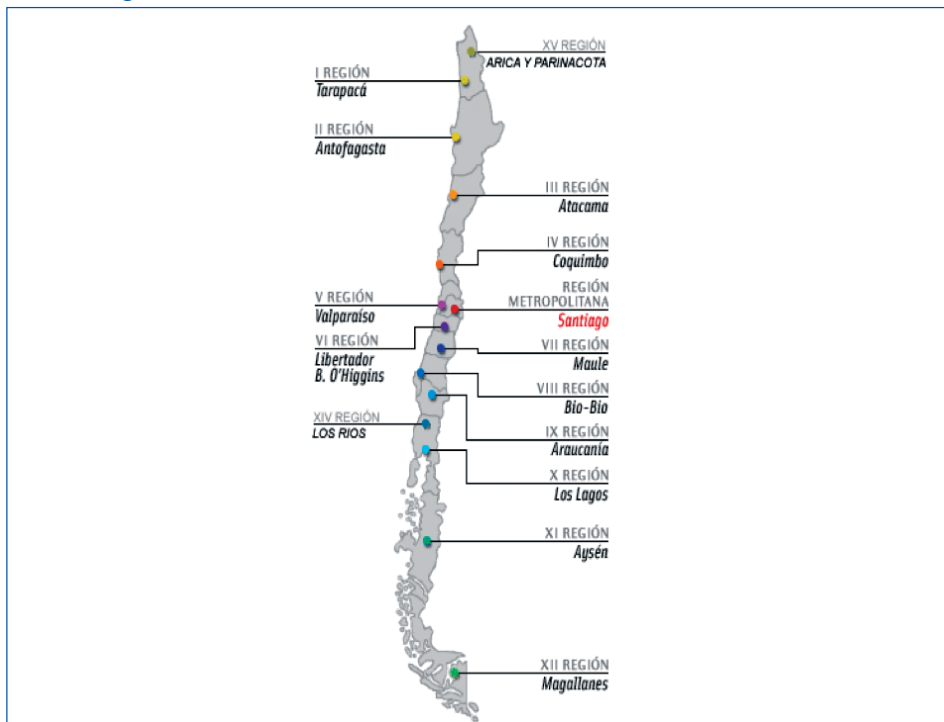 XV REGIÓN
ARICA Y PARINACOTA
I REGIÓN
Tarapacá
II REGIÓN
Antofagasta
III REGIÓN
Atacama
IV REGIÓN
Coquimbo
REGIÓN
METROPOLITANA
Santiago
V REGIÓN
Valparaíso
VI REGIÓN
Libertador
B. O'Higgins
VII REGIÓN
Maule
VIII REGIÓN
Bio-Bio
XIV REGIÓN
LOS RIOS
IX REGIÓN
Araucanía
X REGIÓN
Los Lagos
XI REGIÓN
Aysén
XII REGIÓN
Magallanes